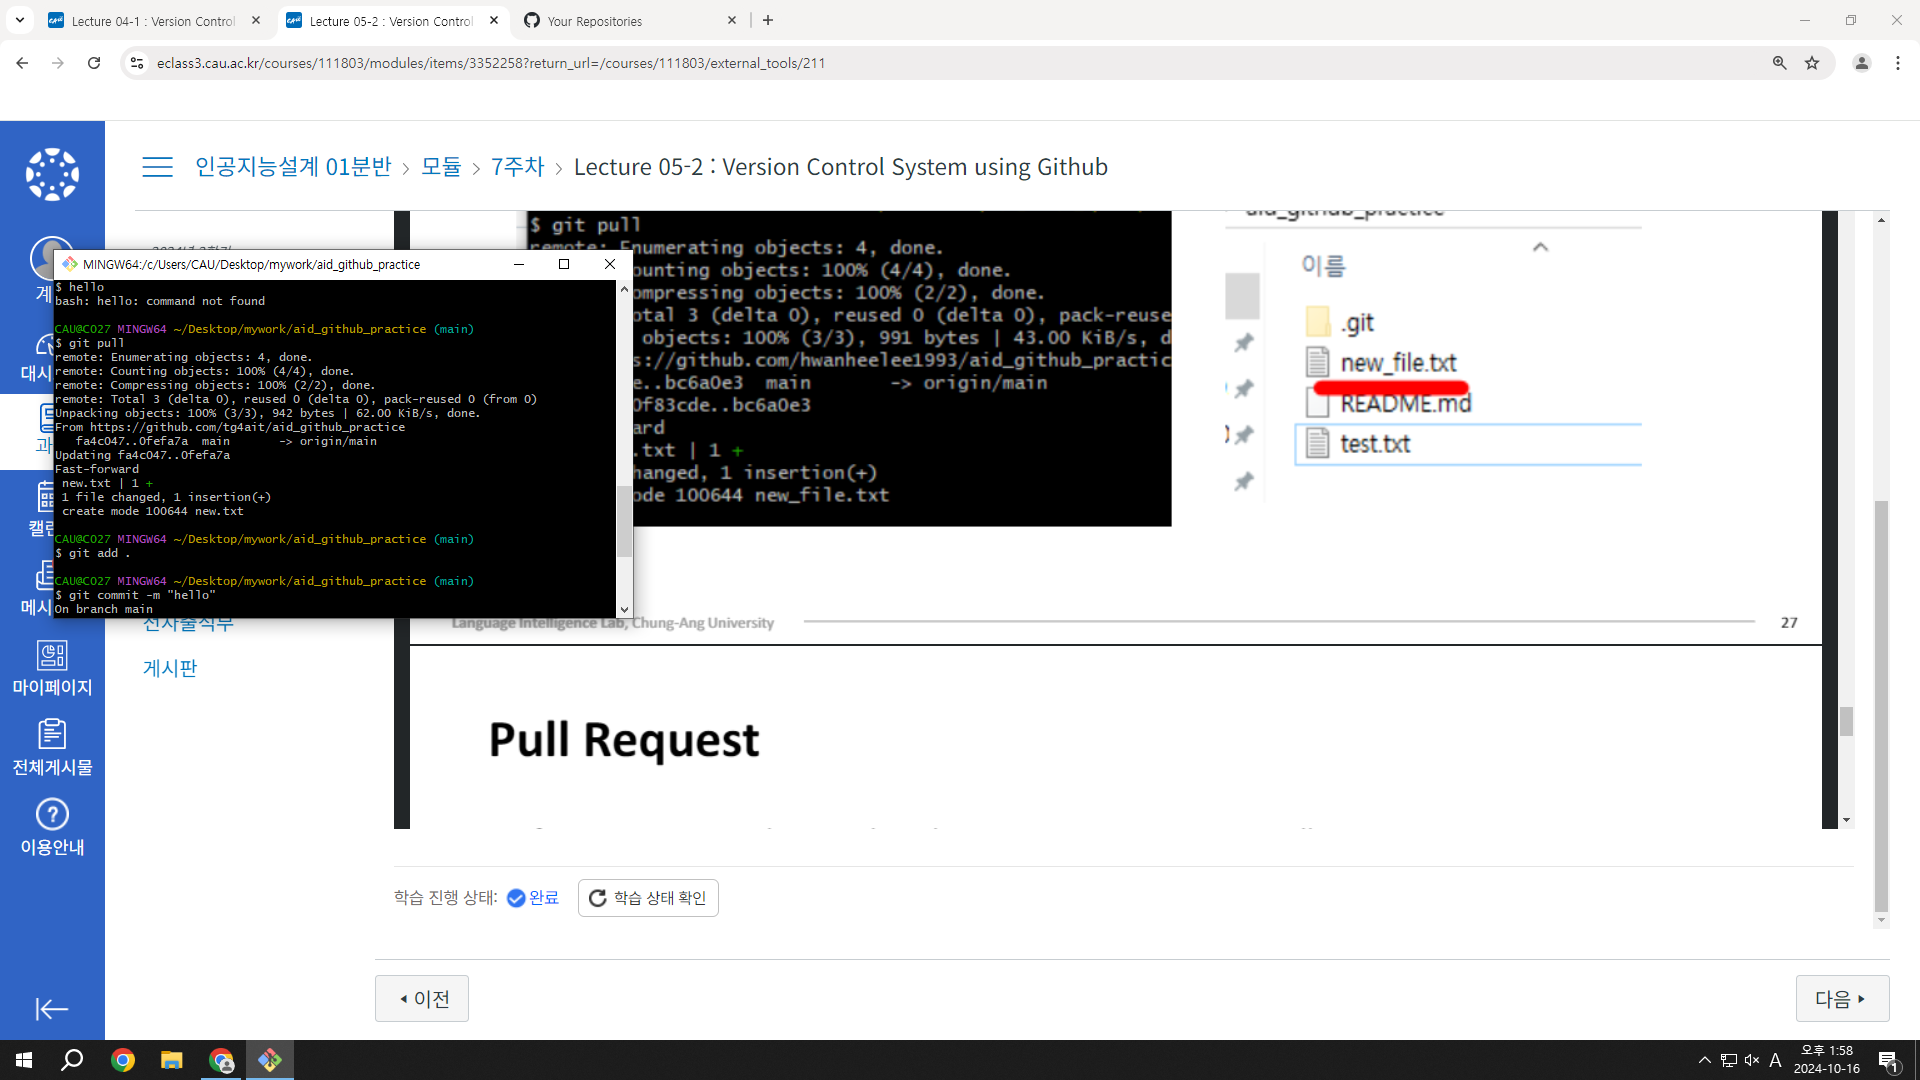 Lecture 04-1 : Version Control
Lecture 05-2 : Version Control
Your Repositories
eclass3.cau.ac.kr/courses/111803/modules/items/3352258?return_url=/courses/111803/external_tools/211
인공지능설계 01분반 > 모듈 > 7주차 > Lecture 05-2 : Version Control System using Github
MINGW64:/c/Users/CAU/Desktop/mywork/aid_github_practice
$ hello
bash: hello: command not found
CAU@C027 MINGW64 ~/Desktop/mywork/aid_github_practice (main)
$ git pull
remote: Enumerating objects: 4, done.
remote: Counting objects: 100% (4/4), done.
remote: Compressing objects: 100% (2/2), done.
remote: Total 3 (delta 0), reused 0 (delta 0), pack-reused 0 (from 0)
Unpacking objects: 100% (3/3), 942 bytes | 62.00 KiB/s, done.
From https://github.com/tg4ait/aid_github_practice
fa4c047..0fefa7a  main       -> origin/main
Updating fa4c047..0fefa7a
Fast-forward
new.txt | 1 +
1 file changed, 1 insertion(+)
create mode 100644 new.txt
CAU@C027 MINGW64 ~/Desktop/mywork/aid_github_practice (main)
$ git add .
CAU@C027 MINGW64 ~/Desktop/mywork/aid_github_practice (main)
$ git commit -m "hello"
On branch main
$ git pull
remote: Enumerating objects: 4, done.
ounting objects: 100% (4/4), done.
ompressing objects: 100% (2/2), done.
otal 3 (delta 0), reused 0 (delta 0), pack-reuse
objects: 100% (3/3), 991 bytes | 43.00 KiB/s, d
s://github.com/hwanheelee1993/aid_github_practic
e..bc6a0e3  main       -> origin/main
0f83cde..bc6a0e3
ard
.txt | 1 +
hanged, 1 insertion(+)
ode 100644 new_file.txt
aid_github_practice
이름
.git
new_file.txt
README.md
test.txt
Language Intelligence Lab, Chung-Ang University
27
Pull Request
계
대시
과
캘린
메시
마이페이지
전체게시물
이용안내
전자출석부
게시판
학습 진행 상태: 완료
학습 상태 확인
이전
다음
A
오후 1:58
2024-10-16
1